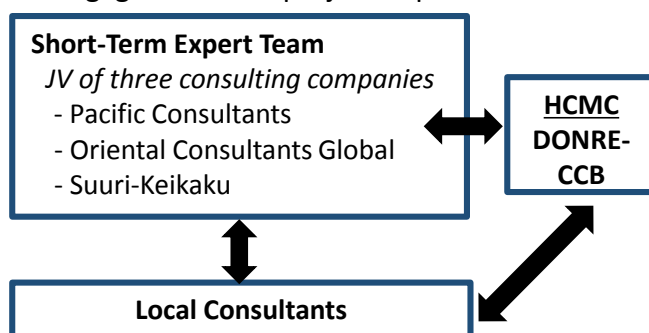 Short-Term Expert Team
JV of three consulting companies
- Pacific Consultants
- Oriental Consultants Global
- Suuri-Keikaku
HCMC
DONRE-
CCB
Local Consultants